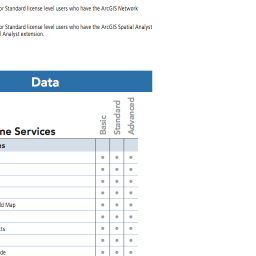 or Standard license level users who have the ArcGIS Network
or Standard license level users who have the ArcGIS Spatial Analyst
l Analyst extension.
Data
Basic
Standard
Advanced
ne Services
es
ld Map
cts
de